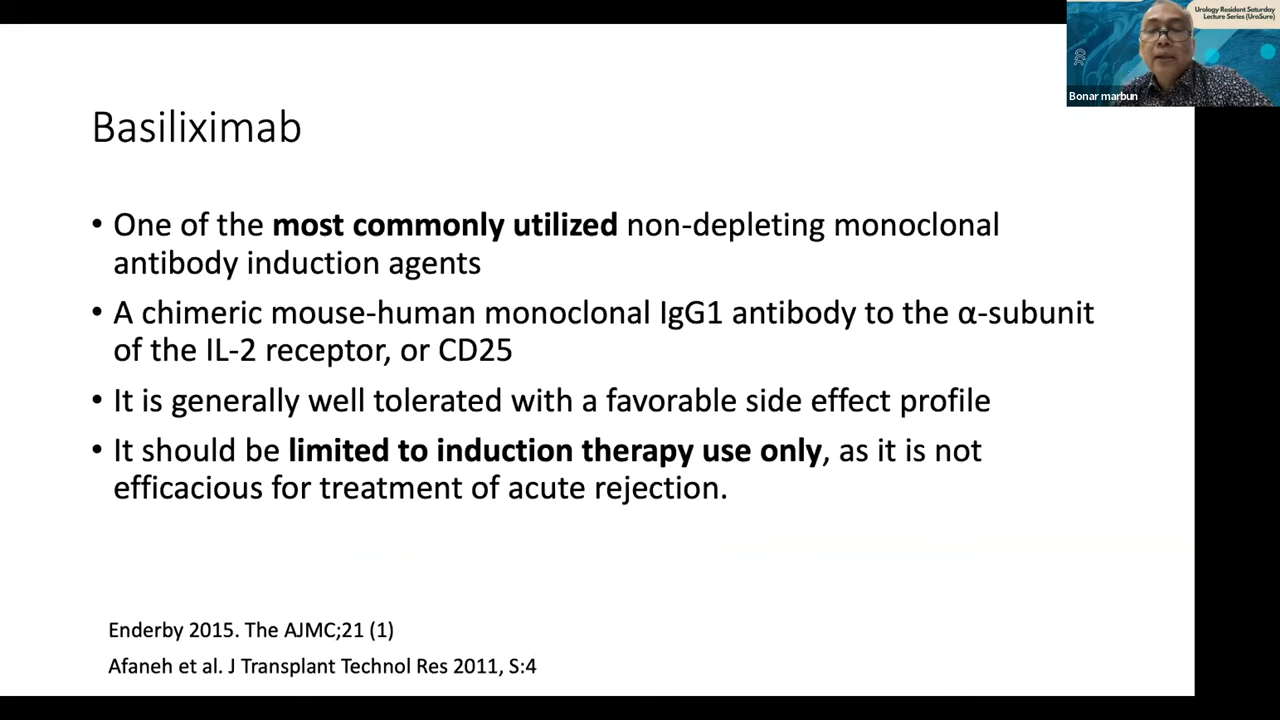 Urology Resident Saturday
Lecture Series (UroSure)
Bonar marbun
Basiliximab
• One of the most commonly utilized non-depleting monoclonal
antibody induction agents
• A chimeric mouse-human monoclonal IgG1 antibody to the α-subunit
of the IL-2 receptor, or CD25
• It is generally well tolerated with a favorable side effect profile
• It should be limited to induction therapy use only, as it is not
efficacious for treatment of acute rejection.
Enderby 2015. The AJMC;21 (1)
Afaneh et al. J Transplant Technol Res 2011, S:4